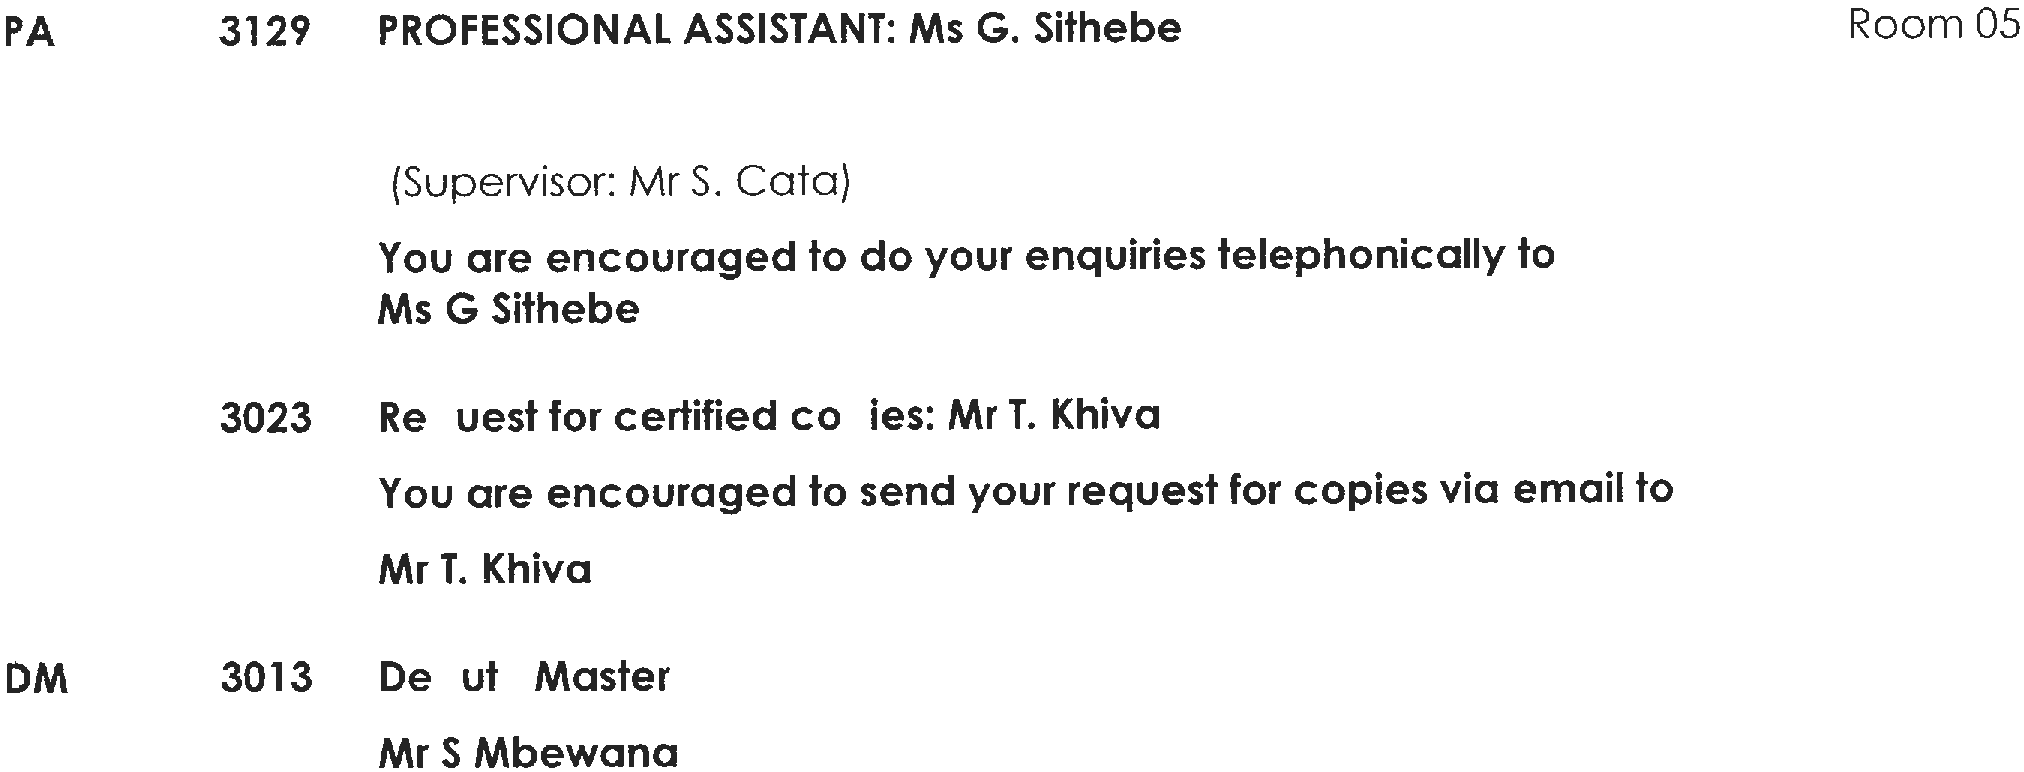 PA 3129 PROFESSIONAL ASSISTANT: Ms G. Sithebe Room 05
(Supervisor: Mr S. Cata)
You are encouraged to do your enquiries telephonically to
Ms G Sithebe
3023 Re uest for certified co ies: Mr T. Khiva
You are encouraged to send your request for copies via email to
Mr T. Khiva
DM 3013 De ut Master
Mr S Mbewana